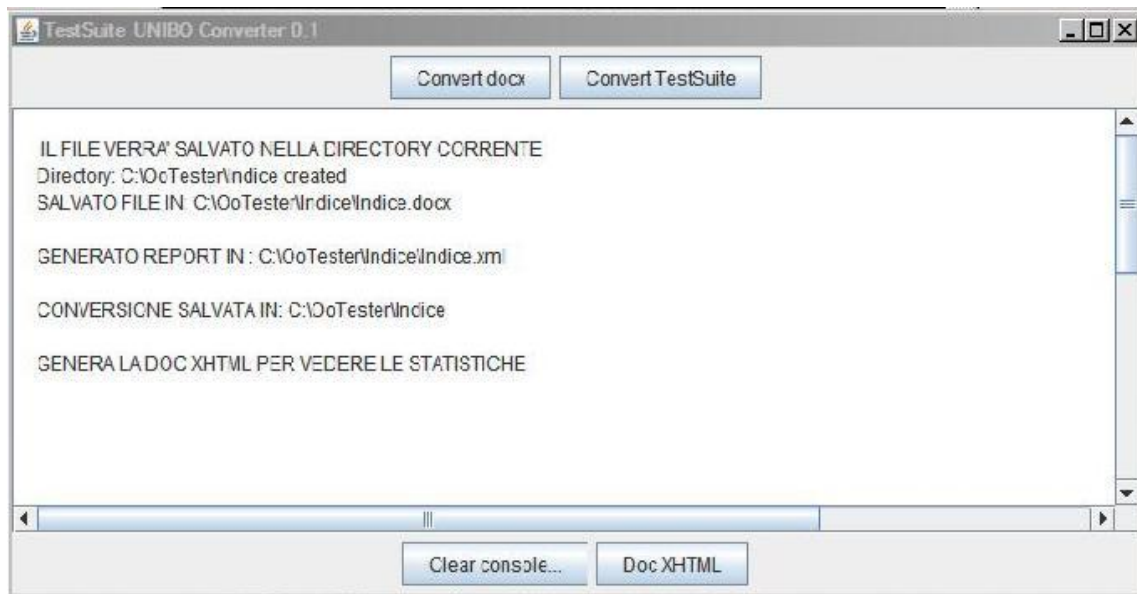 TestSuite UNIBO Converter 0.1
Convert docx
Convert TestSuite
IL FILE VERRA' SALVATO NELLA DIRECTORY CORRENTE
Directory: C:\OoTester\Indice created
SALVATO FILE IN: C:\OoTester\Indice\Indice.docx
GENERATO REPORT IN : C:\OoTester\Indice\Indice.xml
CONVERSIONE SALVATA IN: C:\OoTester\Indice
GENERA LA DOC XHTML PER VEDERE LE STATISTICHE
Clear console...
Doc XHTML